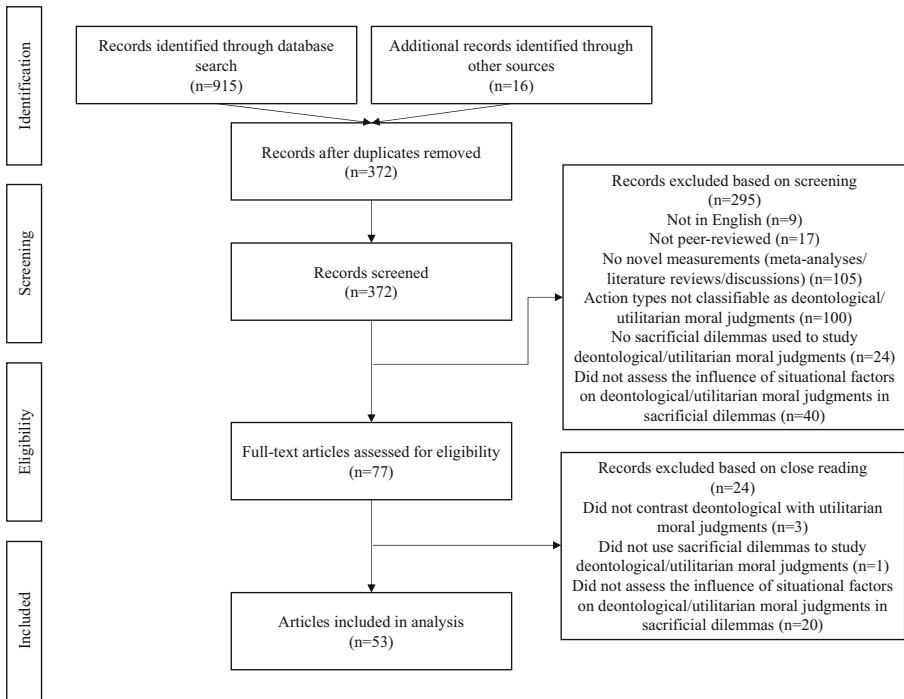 Identification
Records identified through database
search
(n=915)
Additional records identified through
other sources
(n=16)
Records after duplicates removed
(n=372)
Screening
Records screened
(n=372)
Records excluded based on screening
(n=295)
Not in English (n=9)
Not peer-reviewed (n=17)
No novel measurements (meta-analyses/
literature reviews/discussions) (n=105)
Action types not classifiable as deontological/
utilitarian moral judgments (n=100)
No sacrificial dilemmas used to study
deontological/utilitarian moral judgments (n=24)
Did not assess the influence of situational factors
on deontological/utilitarian moral judgments in
sacrificial dilemmas (n=40)
Eligibility
Full-text articles assessed for eligibility
(n=77)
Records excluded based on close reading
(n=24)
Did not contrast deontological with utilitarian
moral judgments (n=3)
Did not use sacrificial dilemmas to study
deontological/utilitarian moral judgments (n=1)
Did not assess the influence of situational factors
on deontological/utilitarian moral judgments in
sacrificial dilemmas (n=20)
Included
Articles included in analysis
(n=53)